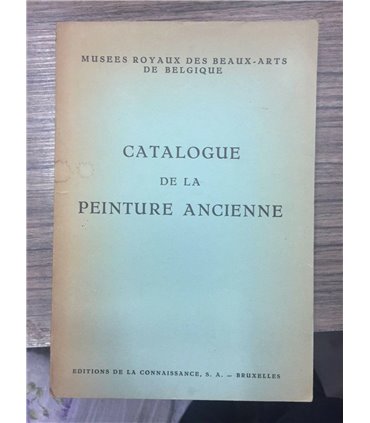 MUSEES ROYAUX DES BEAUX-ARTS
DE BELGIQUE
CATALOGUE
DE LA
PEINTURE ANCIENNE
EDITIONS DE LA CONNAISSANCE, S. A. — BRUXELLES